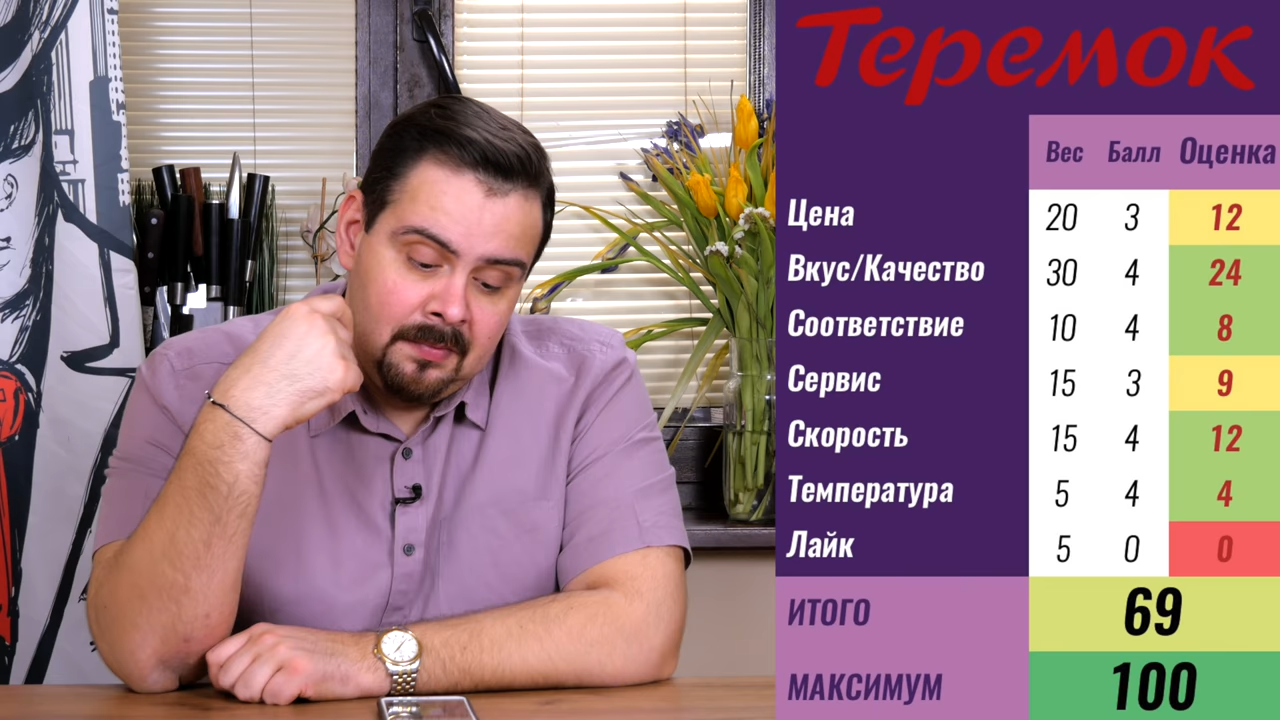 Теремок
Вес Балл Оценка
Цена 20 3 12
Вкус/Качество 30 4 24
Соответствие 10 4 8
Сервис 15 3 9
Скорость 15 4 12
Температура 5 4 4
Лайк 5 0 0
ИТОГО 69
МАКСИМУМ 100